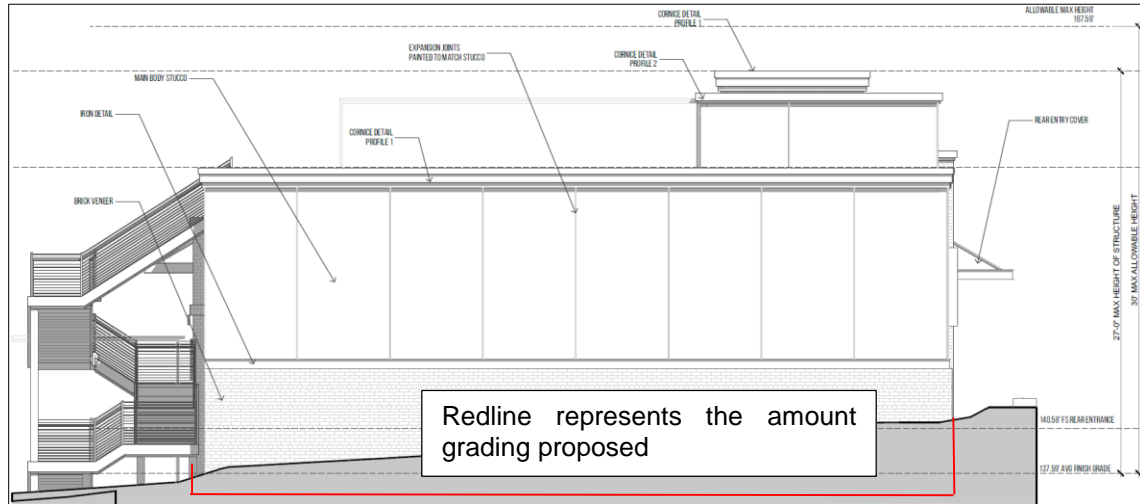 ALLOWABLE MAX HEIGHT
167.59'
CORNICE DETAIL
PROFILE 1
EXPANSION JOINTS
PAINTED TO MATCH STUCCO
CORNICE DETAIL
PROFILE 2
MAIN BODY STUCCO
IRON DETAIL
REAR ENTRY COVER
CORNICE DETAIL
PROFILE 1
BRICK VENEER
27'-0" MAX HEIGHT OF STRUCTURE
30' MAX ALLOWABLE HEIGHT
Redline represents the amount
grading proposed
140.59' FS REAR ENTRANCE
137.59' AVG FINISH GRADE